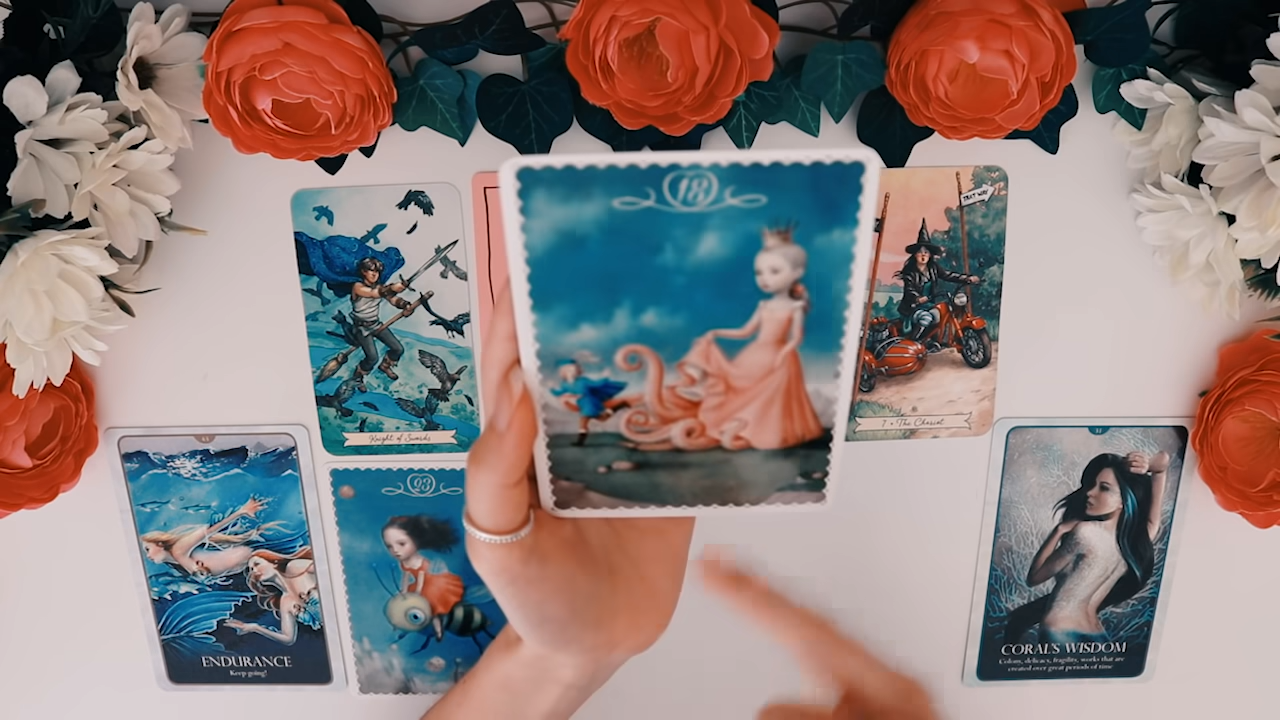 18
THAT WAY
Knight of Swords
7 • The Chariot
ENDURANCE
Keep going!
03
CORAL'S WISDOM
Colony, delicacy, fragility, works that are
created over great periods of time